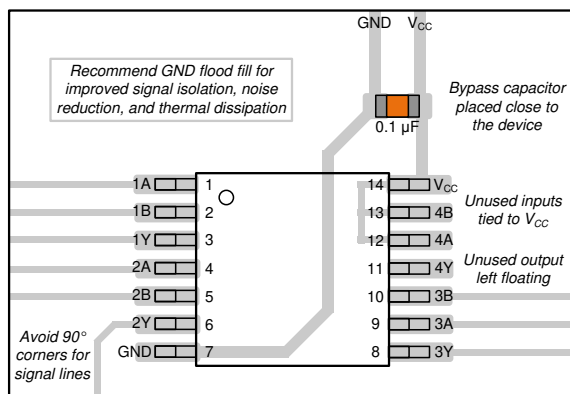 GND VCC
Recommend GND flood fill for
improved signal isolation, noise
reduction, and thermal dissipation
Bypass capacitor
placed close to
the device
0.1 µF
1A 1 14 VCC
1B 2 13 4B
1Y 3 12 4A
2A 4 11 4Y
2B 5 10 3B
2Y 6 9 3A
GND 7 8 3Y
Unused inputs
tied to VCC
Unused output
left floating
Avoid 90°
corners for
signal lines